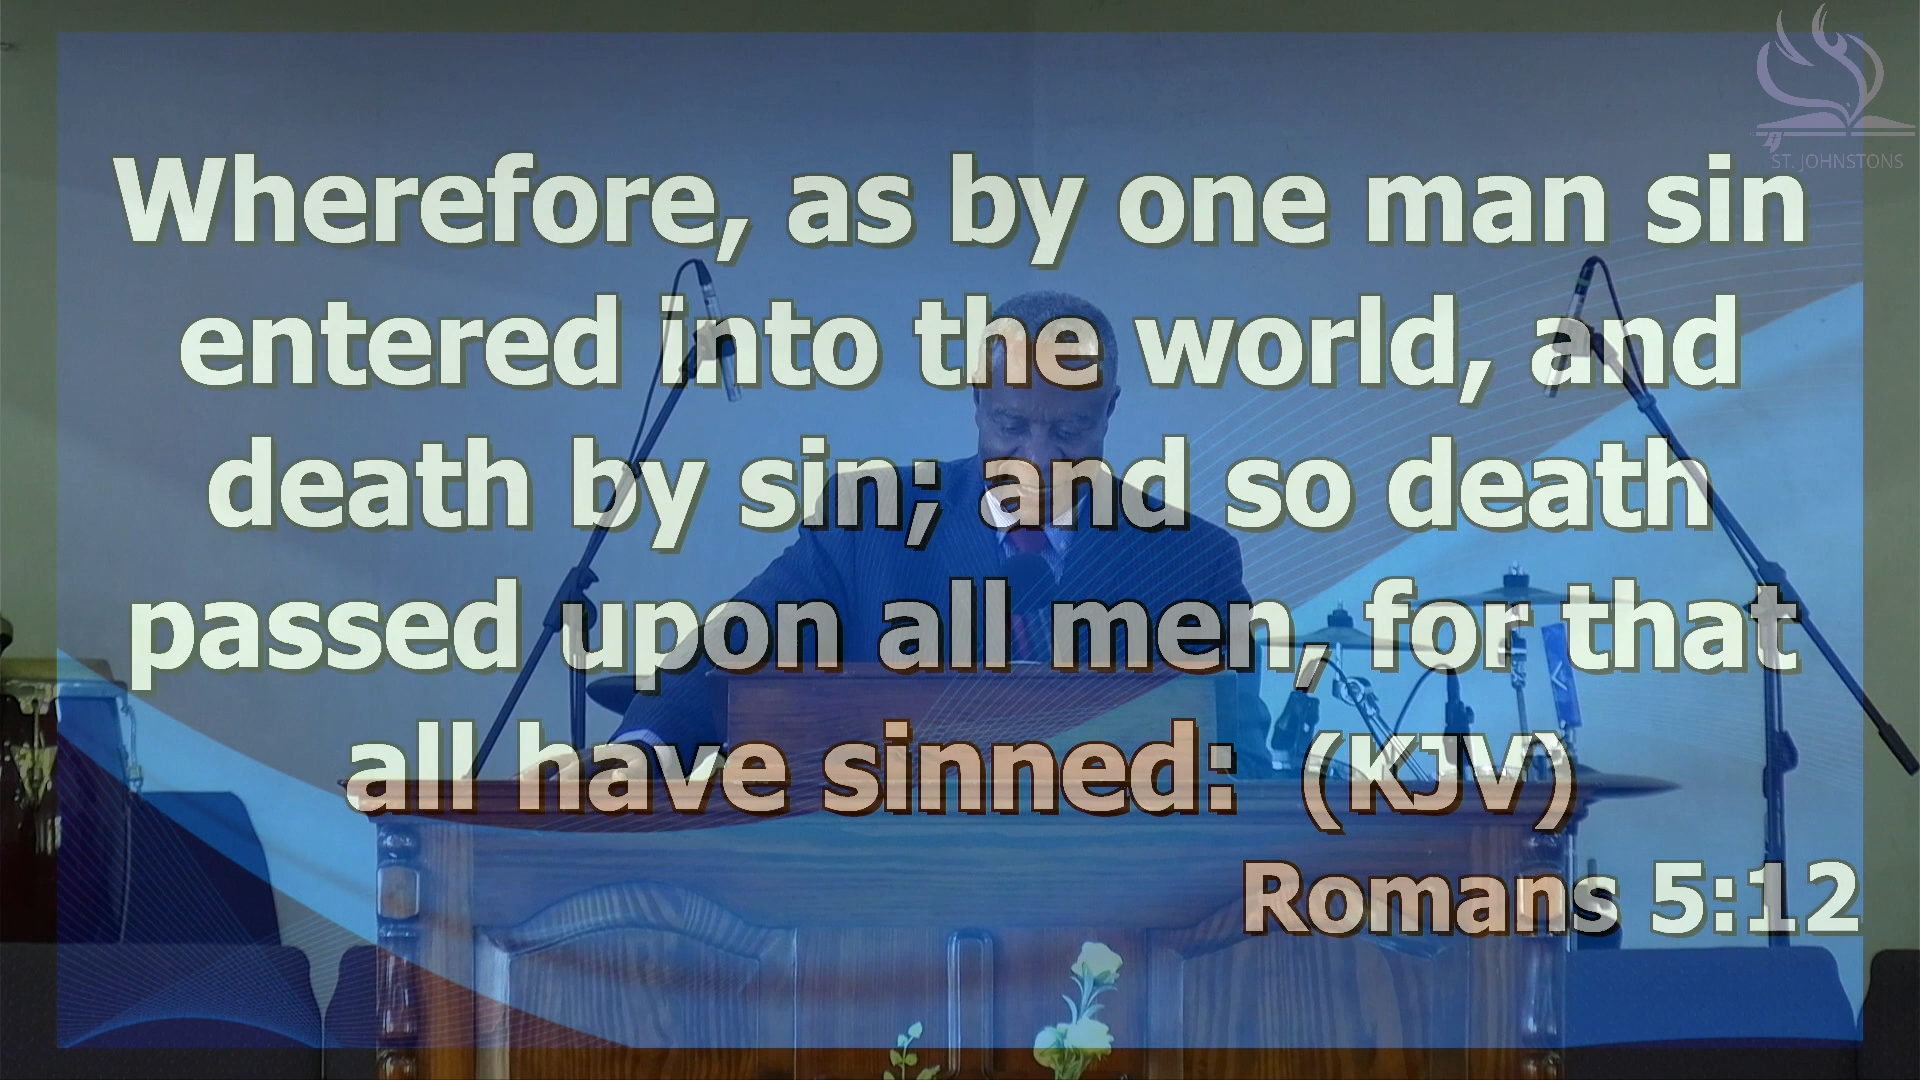 ST. JOHNSTONS
Wherefore, as by one man sin
entered into the world, and
death by sin; and so death
passed upon all men, for that
all have sinned: (KJV)
Romans 5:12